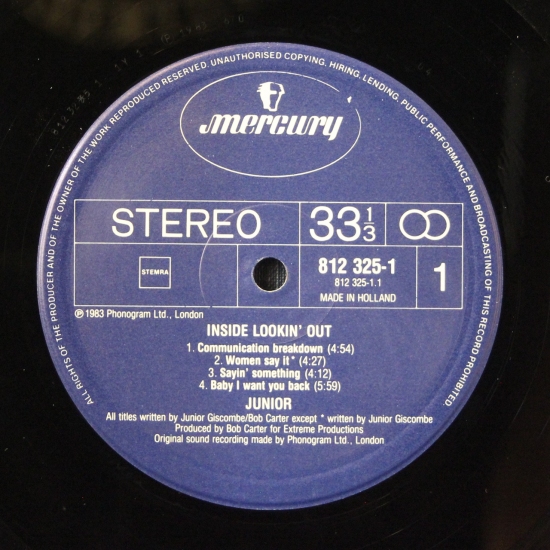 ALL RIGHTS OF THE PRODUCER AND OF THE OWNER OF THE WORK REPRODUCED RESERVED. UNAUTHORISED COPYING, HIRING, LENDING, PUBLIC PERFORMANCE AND BROADCASTING OF THIS RECORD PROHIBITED.
mercury
STEREO
33 1/3
STEMRA
812 325-1
812 325-1.1
MADE IN HOLLAND
1
℗ 1983 Phonogram Ltd., London
INSIDE LOOKIN' OUT
1. Communication breakdown (4:54)
2. Women say it * (4:27)
3. Sayin' something (4:12)
4. Baby I want you back (5:59)
JUNIOR
All titles written by Junior Giscombe/Bob Carter except * written by Junior Giscombe
Produced by Bob Carter for Extreme Productions
Original sound recording made by Phonogram Ltd., London